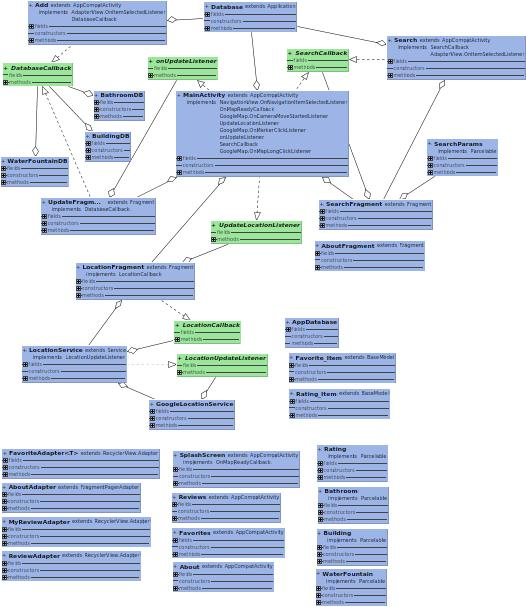 Add extends AppCompatActivity
implements AdapterView.OnItemSelectedListener
DatabaseCallback
fields
constructors
methods
Database extends Application
fields
constructors
methods
Search extends AppCompatActivity
implements SearchCallback
AdapterView.OnItemSelectedListener
fields
constructors
methods
DatabaseCallback
fields
methods
onUpdateListener
fields
methods
SearchCallback
fields
methods
BathroomDB
fields
constructors
methods
MainActivity extends AppCompatActivity
implements NavigationView.OnNavigationItemSelectedListener
OnMapReadyCallback
GoogleMap.OnCameraMoveStartedListener
UpdateLocationListener
GoogleMap.OnMarkerClickListener
onUpdateListener
SearchCallback
GoogleMap.OnMapLongClickListener
fields
constructors
methods
BuildingDB
fields
constructors
methods
WaterFountainDB
fields
constructors
methods
SearchParams
implements Parcelable
fields
constructors
methods
UpdateFragm... extends Fragment
implements DatabaseCallback
fields
constructors
methods
SearchFragment extends Fragment
fields
constructors
methods
UpdateLocationListener
fields
methods
AboutFragment extends Fragment
fields
constructors
methods
LocationFragment extends Fragment
implements LocationCallback
fields
constructors
methods
LocationCallback
fields
methods
AppDatabase
fields
constructors
methods
LocationService extends Service
implements LocationUpdateListener
fields
constructors
methods
LocationUpdateListener
fields
methods
Favorite_Item extends BaseModel
fields
constructors
methods
Rating_Item extends BaseModel
fields
constructors
methods
GoogleLocationService
fields
constructors
methods
FavoriteAdapter<T> extends RecyclerView.Adapter
fields
constructors
methods
SplashScreen extends AppCompatActivity
implements OnMapReadyCallback
fields
constructors
methods
Rating
implements Parcelable
fields
constructors
methods
AboutAdapter extends FragmentPagerAdapter
fields
constructors
methods
Reviews extends AppCompatActivity
fields
constructors
methods
Bathroom
implements Parcelable
fields
constructors
methods
MyReviewAdapter extends RecyclerView.Adapter
fields
constructors
methods
Favorites extends AppCompatActivity
fields
constructors
methods
Building
implements Parcelable
fields
constructors
methods
ReviewAdapter extends RecyclerView.Adapter
fields
constructors
methods
About extends AppCompatActivity
fields
constructors
methods
WaterFountain
implements Parcelable
fields
constructors
methods